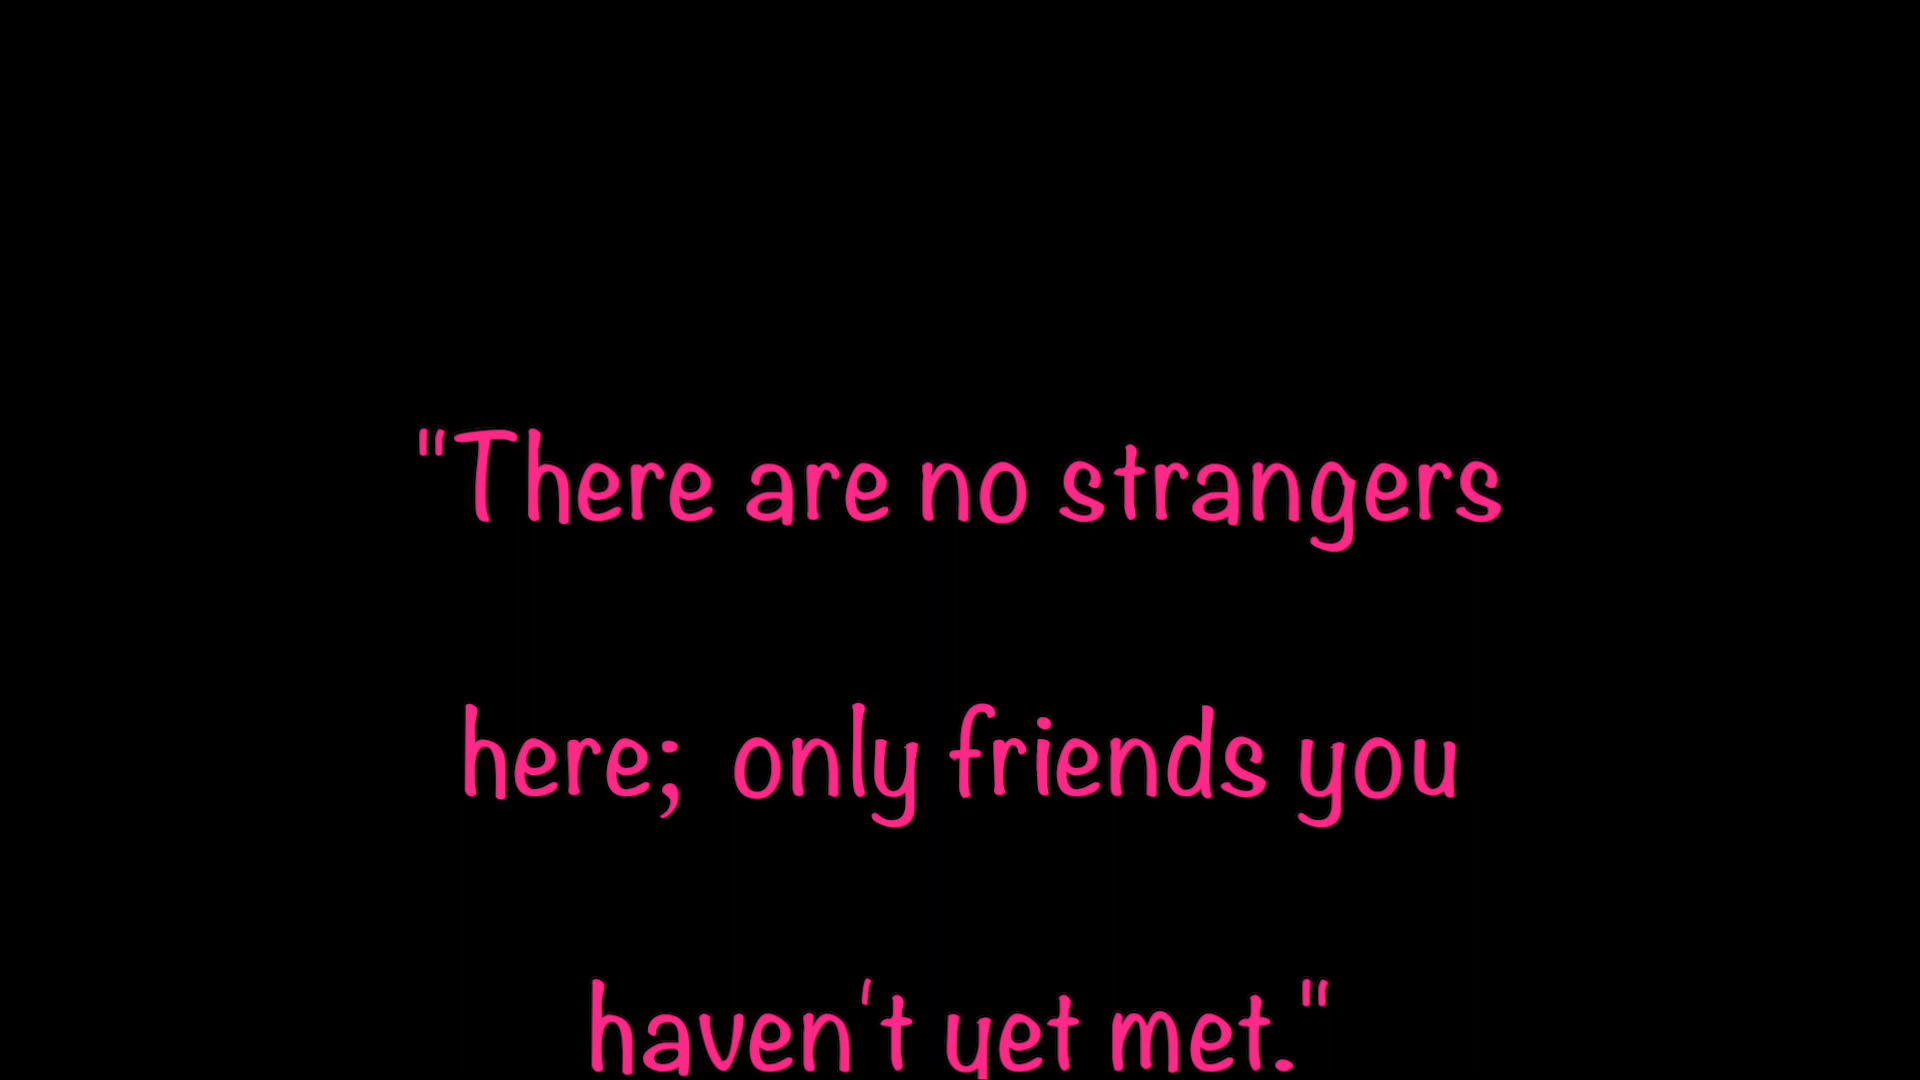 "There are no strangers
here;  only friends you
haven't yet met."